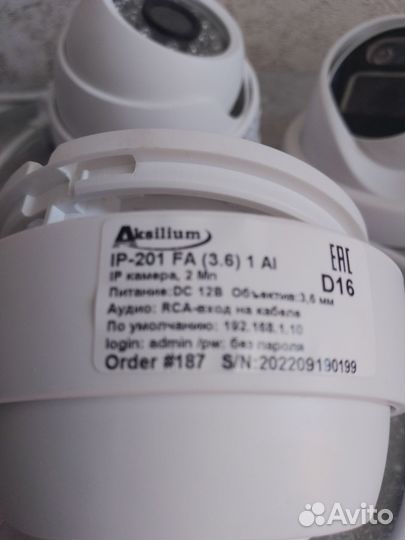 Aksilium
IP-201 FA (3.6) 1 AI
IP камера, 2 Мп
Питание:DC 12В Объектив:3,6 мм
Аудио: RCA-вход на кабеле
По умолчанию: 192.168.1.10
login: admin /pw: без пароля
Order #187 S/N:202209190199
EAC
D16
Avito